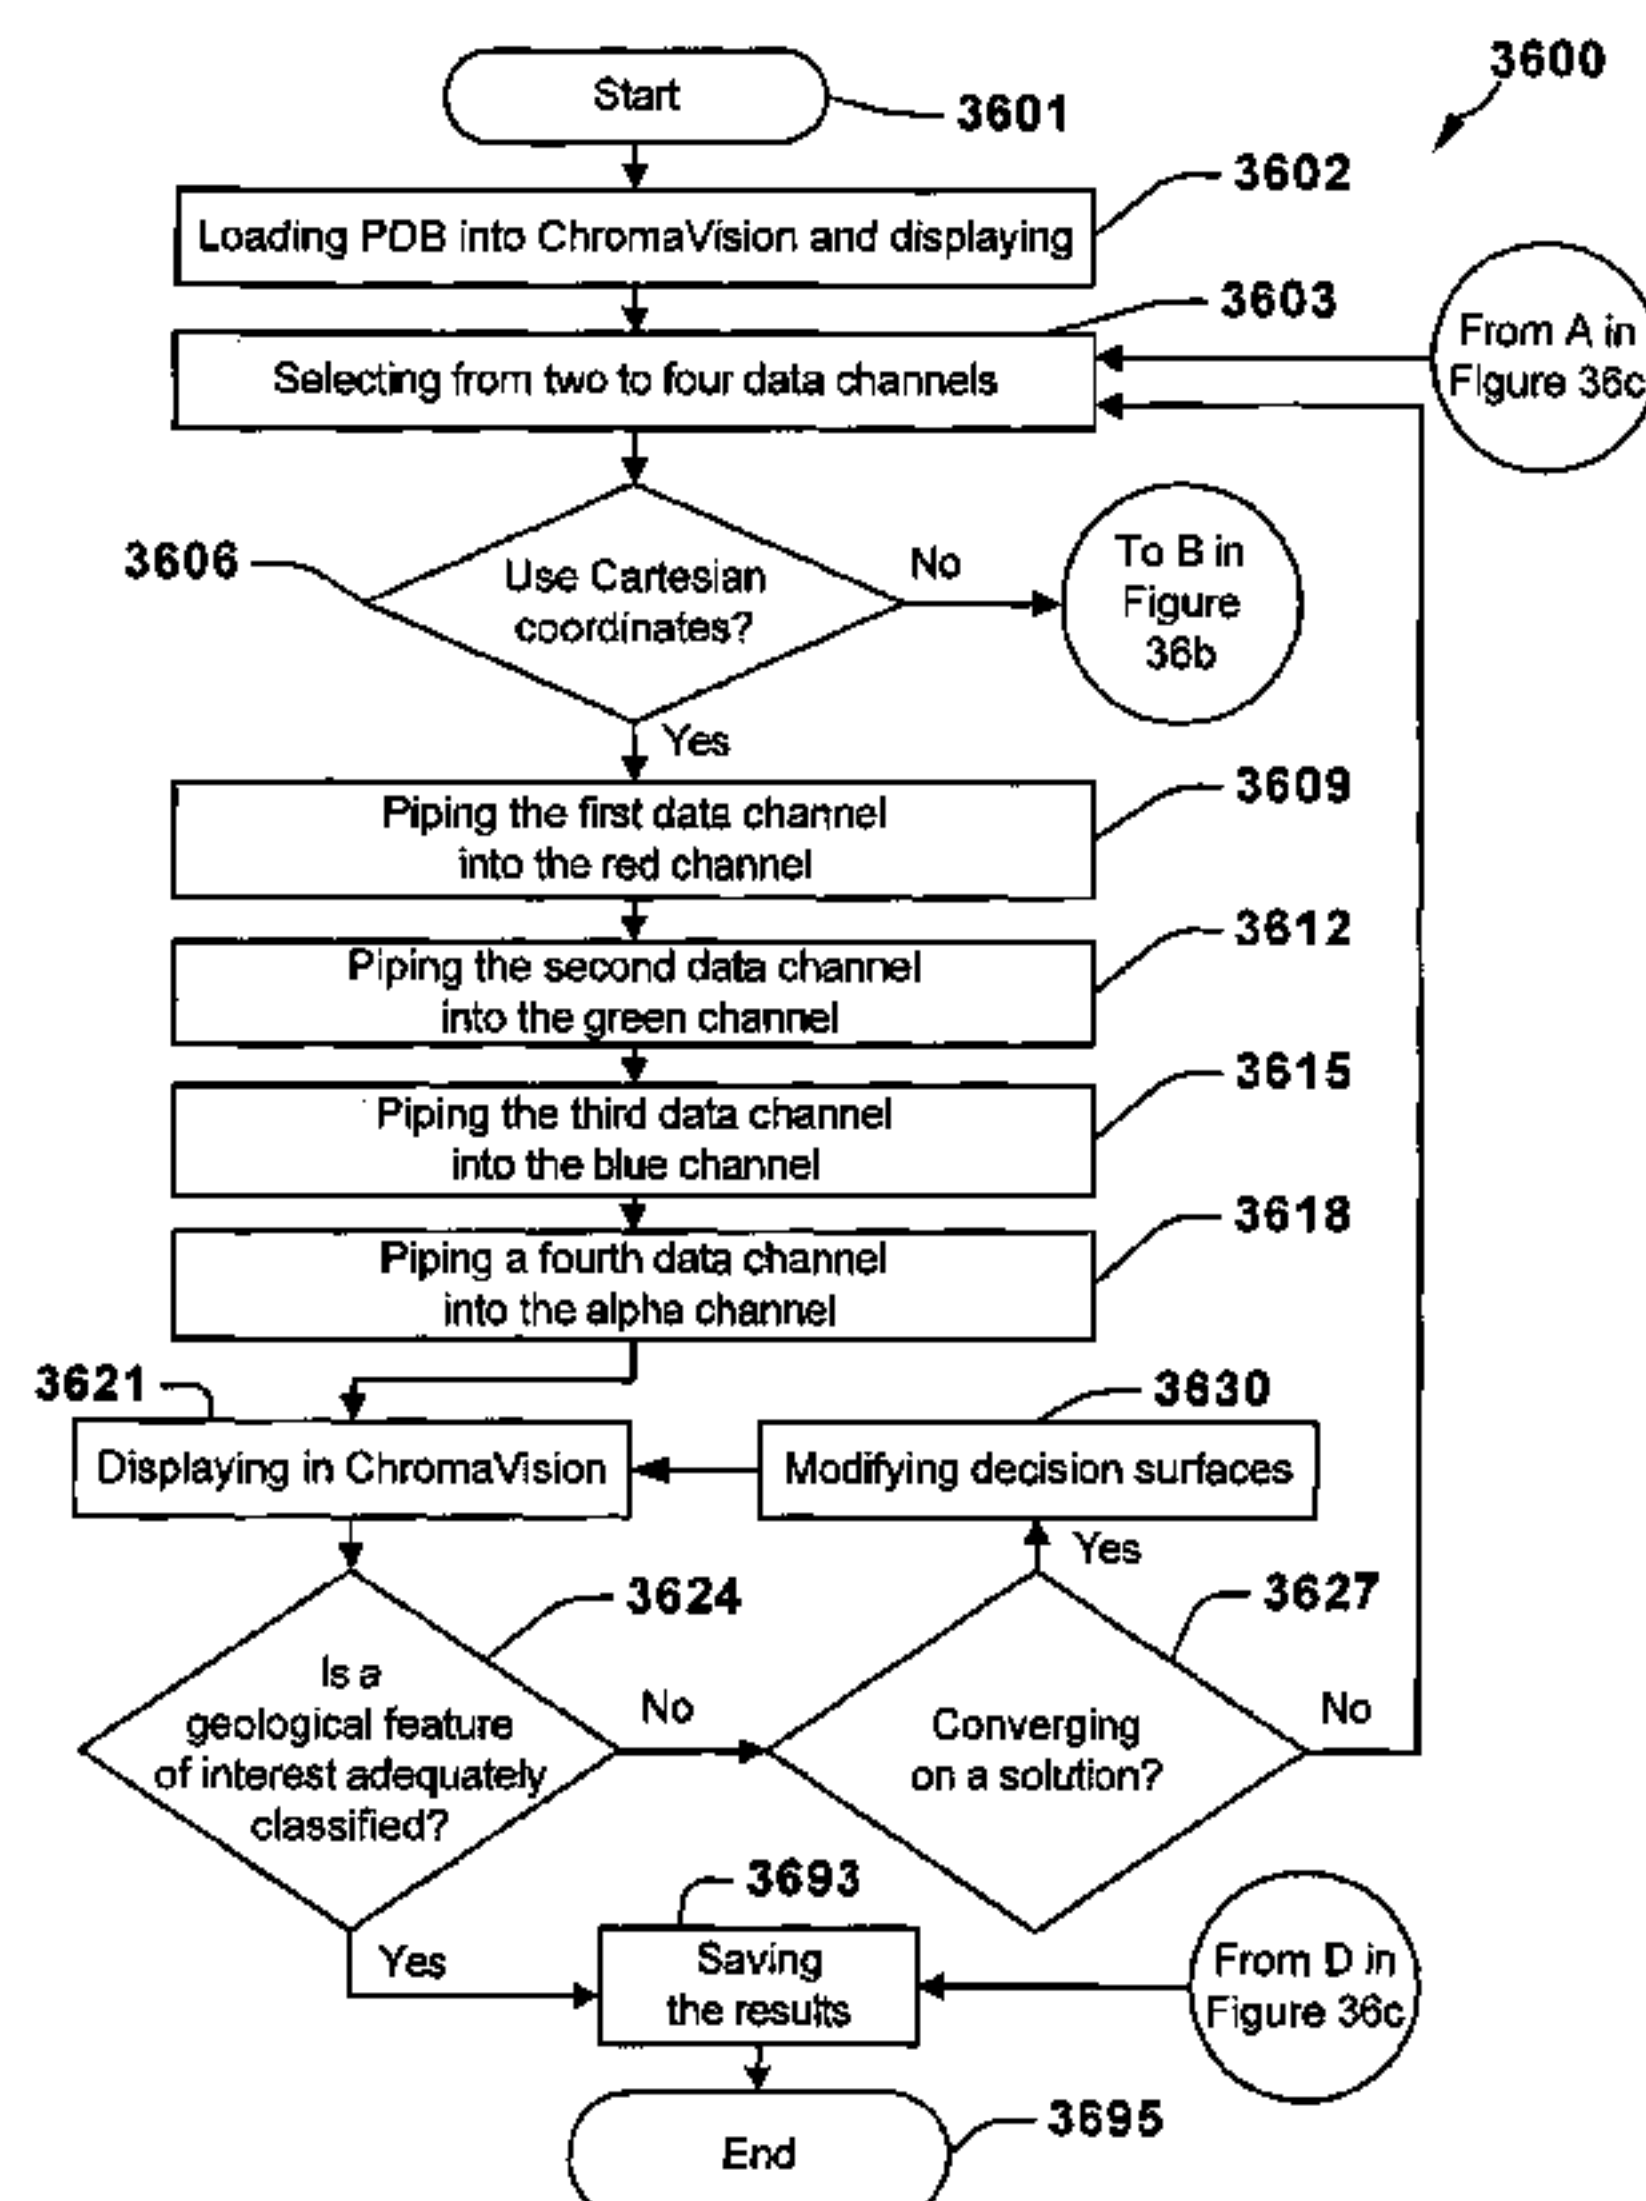 3600
Start
3601
3602
Loading PDB into ChromaVision and displaying
3603
From A in
Figure 36c
Selecting from two to four data channels
3606
Use Cartesian
coordinates?
No
To B in
Figure
36b
Yes
3609
Piping the first data channel
into the red channel
3612
Piping the second data channel
into the green channel
3615
Piping the third data channel
into the blue channel
3618
Piping a fourth data channel
into the alpha channel
3621
3630
Displaying in ChromaVision
Modifying decision surfaces
Yes
3624
3627
Is a
geological feature
of interest adequately
classified?
No
Converging
on a solution?
No
3693
Yes
Saving
the results
From D in
Figure 36c
3695
End